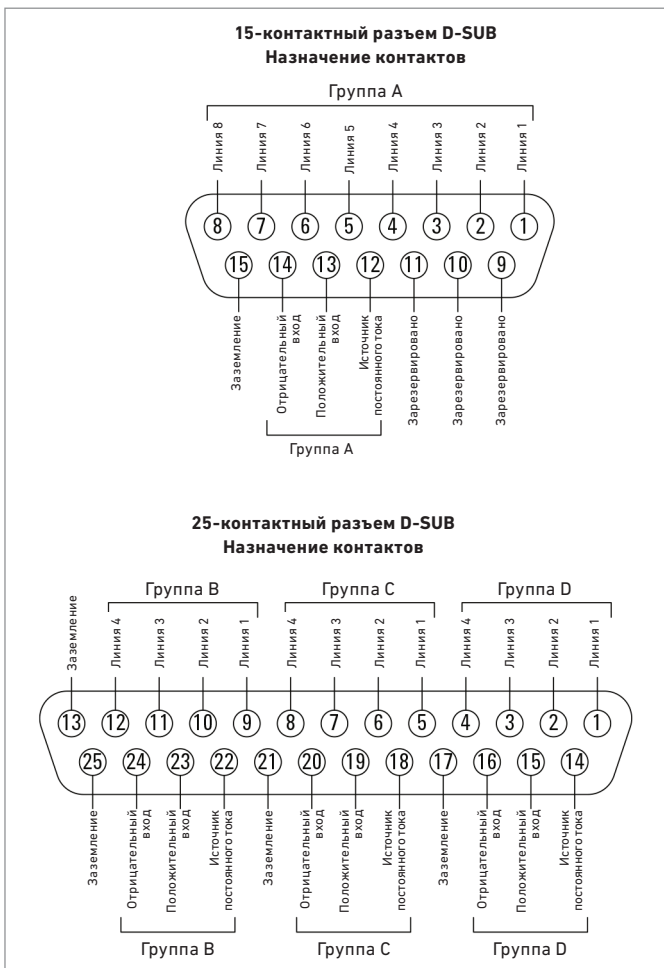 15-контактный разъем D-SUB
Назначение контактов
Группа A
Линия 8
Линия 7
Линия 6
Линия 5
Линия 4
Линия 3
Линия 2
Линия 1
8 7 6 5 4 3 2 1
15 14 13 12 11 10 9
Заземление
Отрицательный
вход
Положительный
вход
Источник
постоянного тока
Зарезервировано
Зарезервировано
Зарезервировано
Группа A
25-контактный разъем D-SUB
Назначение контактов
Группа B
Группа C
Группа D
Заземление
Линия 4
Линия 3
Линия 2
Линия 1
Линия 4
Линия 3
Линия 2
Линия 1
Линия 4
Линия 3
Линия 2
Линия 1
13 12 11 10 9 8 7 6 5 4 3 2 1
25 24 23 22 21 20 19 18 17 16 15 14
Заземление
Отрицательный
вход
Положительный
вход
Источник
постоянного тока
Заземление
Отрицательный
вход
Положительный
вход
Источник
постоянного тока
Заземление
Отрицательный
вход
Положительный
вход
Источник
постоянного тока
Группа B
Группа C
Группа D